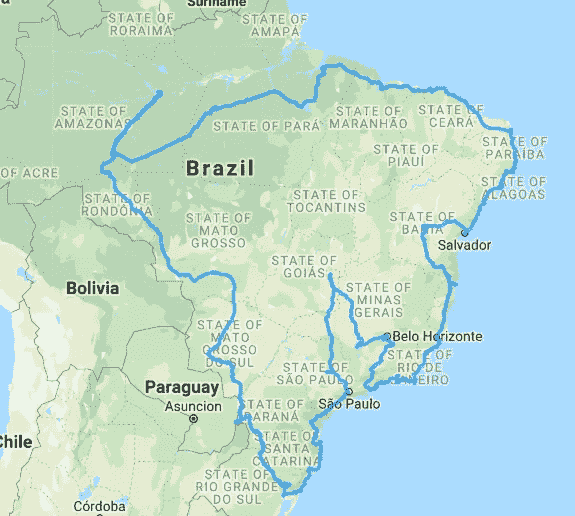 Suriname
STATE OF
RORAIMA
STATE OF
AMAPÁ
STATE OF
AMAZONAS
STATE OF PARÁ
STATE OF
MARANHÃO
STATE OF
CEARÁ
STATE OF
PARAÍBA
STATE OF
PIAUÍ
Brazil
OF ACRE
STATE OF
ALAGOAS
STATE OF
RONDÔNIA
STATE OF
TOCANTINS
STATE OF
MATO
GROSSO
STATE OF
BAHIA
Salvador
STATE OF
GOIÁS
Bolivia
STATE OF
MINAS
GERAIS
STATE OF
MATO
GROSSO
DO SUL
Belo Horizonte
STATE OF
RIO DE
JANEIRO
STATE OF
SÃO PAULO
Paraguay
Asuncion
São Paulo
STATE OF
PARANÁ
Chile
STATE OF
SANTA
CATARINA
STATE OF
RIO GRANDE
DO SUL
Córdoba